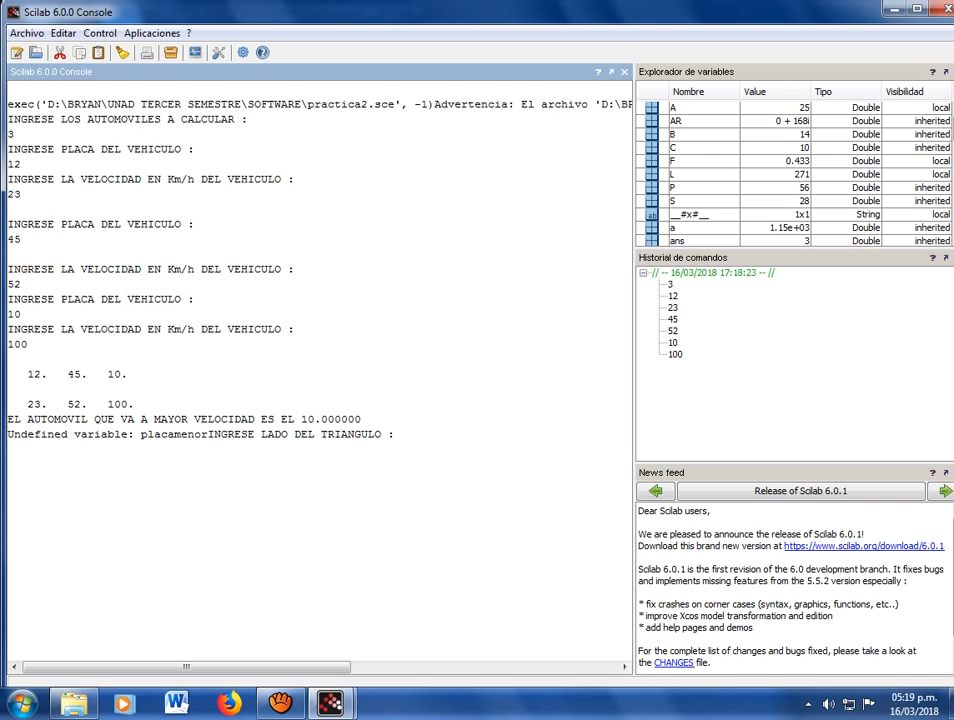 Scilab 6.0.0 Console
Archivo Editar Control Aplicaciones ?
Scilab 6.0.0 Console ? ↗ ✕
exec('D:\BRYAN\UNAD TERCER SEMESTRE\SOFTWARE\practica2.sce', -1)Advertencia: El archivo 'D:\BR
INGRESE LOS AUTOMOVILES A CALCULAR :
3
INGRESE PLACA DEL VEHICULO :
12
INGRESE LA VELOCIDAD EN Km/h DEL VEHICULO :
23
INGRESE PLACA DEL VEHICULO :
45
INGRESE LA VELOCIDAD EN Km/h DEL VEHICULO :
52
INGRESE PLACA DEL VEHICULO :
10
INGRESE LA VELOCIDAD EN Km/h DEL VEHICULO :
100
12. 45. 10.
23. 52. 100.
EL AUTOMOVIL QUE VA A MAYOR VELOCIDAD ES EL 10.000000
Undefined variable: placamenorINGRESE LADO DEL TRIANGULO :
Explorador de variables ? ↗
Nombre Value Tipo Visibilidad
A 25 Double local
AR 0 + 168i Double inherited
B 14 Double inherited
C 10 Double inherited
F 0.433 Double local
L 271 Double local
P 56 Double inherited
S 28 Double inherited
ab __#x#__ 1x1 String local
a 1.15e+03 Double inherited
ans 3 Double inherited
Historial de comandos ? ↗
// -- 16/03/2018 17:18:23 -- //
3
12
23
45
52
10
100
News feed ? ↗
Release of Scilab 6.0.1
Dear Scilab users,
We are pleased to announce the release of Scilab 6.0.1!
Download this brand new version at https://www.scilab.org/download/6.0.1
Scilab 6.0.1 is the first revision of the 6.0 development branch. It fixes bugs
and implements missing features from the 5.5.2 version especially :
* fix crashes on corner cases (syntax, graphics, functions, etc..)
* improve Xcos model transformation and edition
* add help pages and demos
For the complete list of changes and bugs fixed, please take a look at
the CHANGES file.
05:19 p.m.
16/03/2018